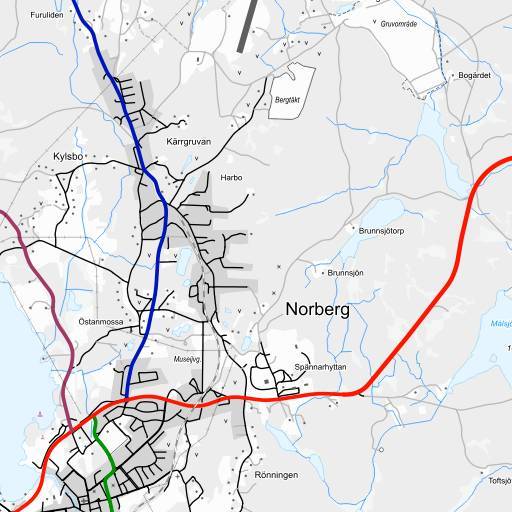 Furuliden
Gruvområde
Bogärdet
Bergtäkt
Kärrgruvan
Kylsbo
Harbo
Brunnsjötorp
Brunnsjön
Norberg
Östanmossa
Målsjö
Musejvg.
Spännarhyttan
Rönningen
Toftsjö